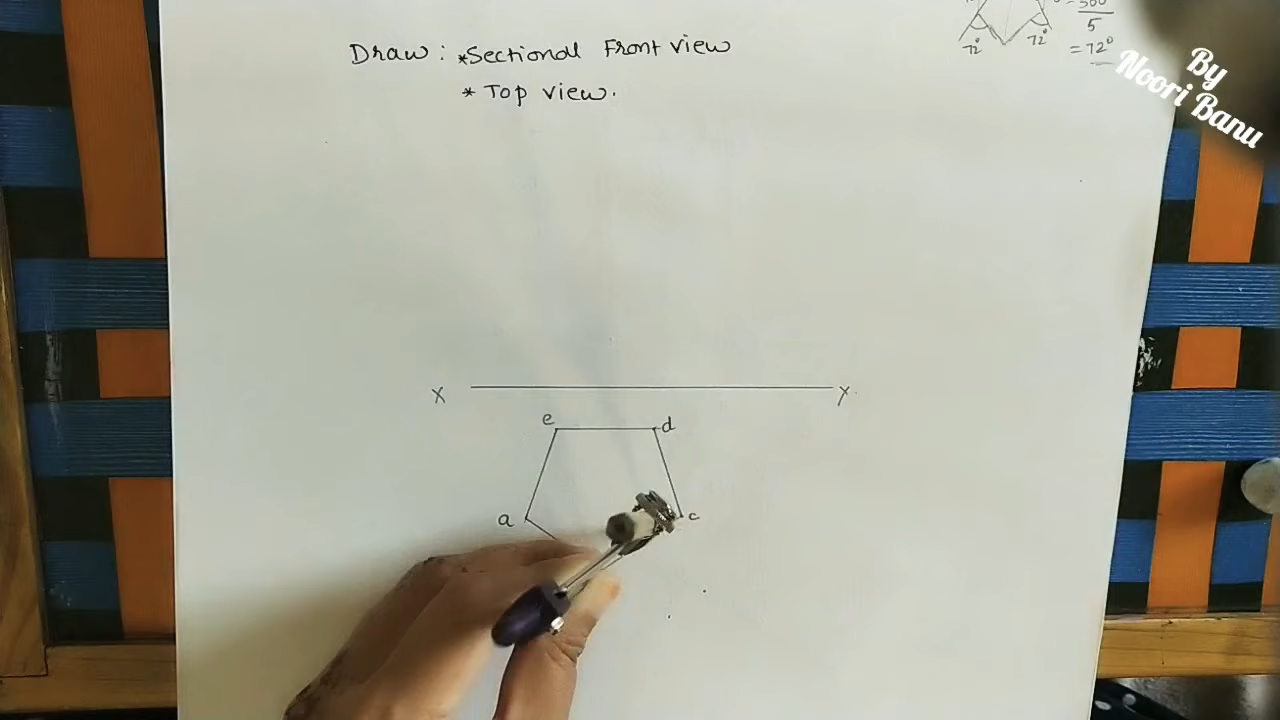 Draw: *Sectional Front view
* Top view.
5
72° 72° = 72°
By
Noori Banu
X Y.
e d
a c